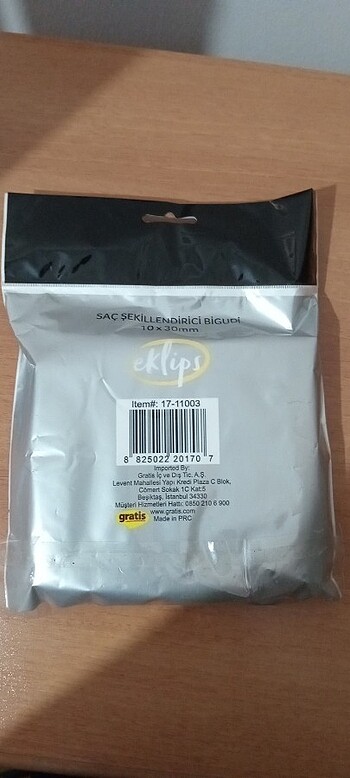 SAÇ ŞEKİLLENDİRİCİ BİGUDİ
10 x 30mm
eklips
Item#: 17-11003
8 825022 20170 7
Imported By:
Gratis İç ve Dış Tic. A.Ş.
Levent Mahallesi Yapı Kredi Plaza C Blok,
Cömert Sokak 1C Kat:5
Beşiktaş, İstanbul 34330
Müşteri Hizmetleri Hattı: 0850 210 6 900
gratis www.gratis.com
Made in PRC